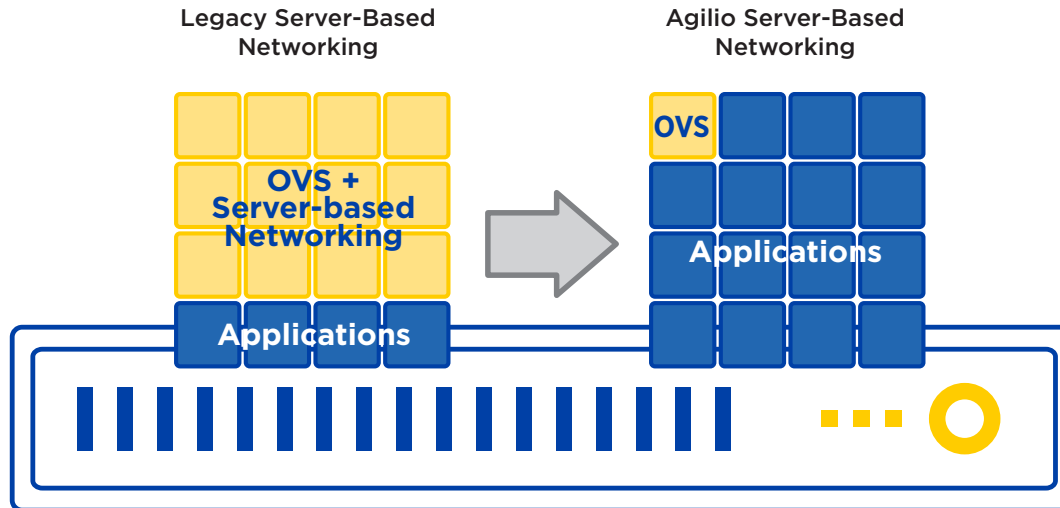 Legacy Server-Based
Networking
Agilio Server-Based
Networking
OVS +
Server-based
Networking
Applications
OVS
Applications